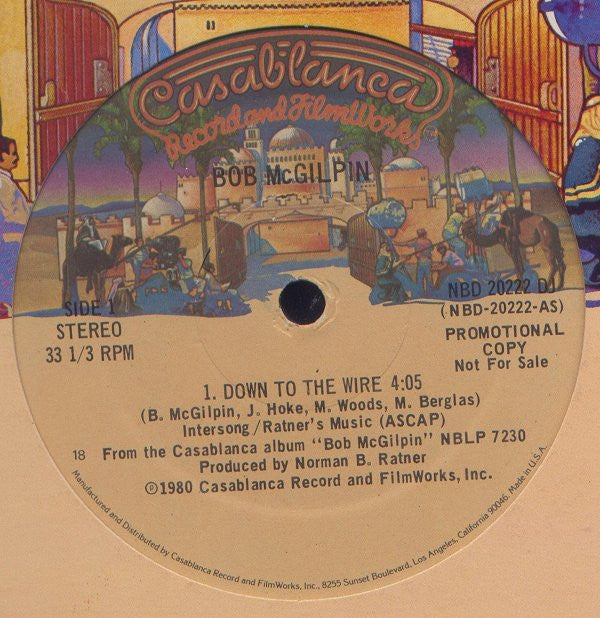 Casablanca
Record and FilmWorks
BOB McGILPIN
SIDE 1
STEREO
33 1/3 RPM
NBD 20222 DJ
(NBD-20222-AS)
PROMOTIONAL
COPY
Not For Sale
1. DOWN TO THE WIRE 4:05
(B. McGilpin, J. Hoke, M. Woods, M. Berglas)
Intersong/Ratner's Music (ASCAP)
18 From the Casablanca album "Bob McGilpin" NBLP 7230
Produced by Norman B. Ratner
℗1980 Casablanca Record and FilmWorks, Inc.
Manufactured and Distributed by Casablanca Record and FilmWorks, Inc., 8255 Sunset Boulevard, Los Angeles, California 90046. Made in U.S.A.